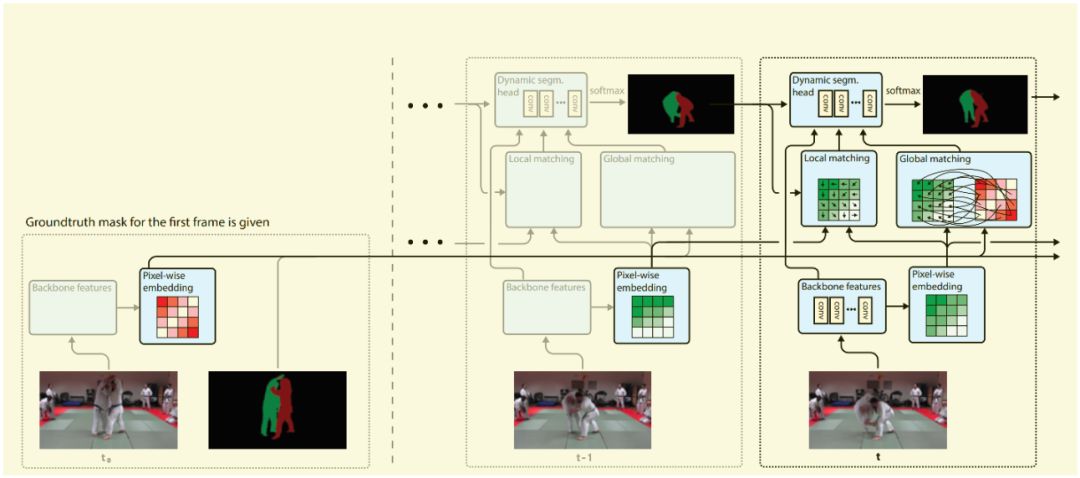 Groundtruth mask for the first frame is given
Backbone features
Pixel-wise
embedding
Dynamic segm.
head
conv
conv
conv
softmax
Local matching
Global matching
Backbone features
Pixel-wise
embedding
t-1
Dynamic segm.
head
conv
conv
conv
softmax
Local matching
Global matching
Backbone features
conv
conv
conv
Pixel-wise
embedding
t